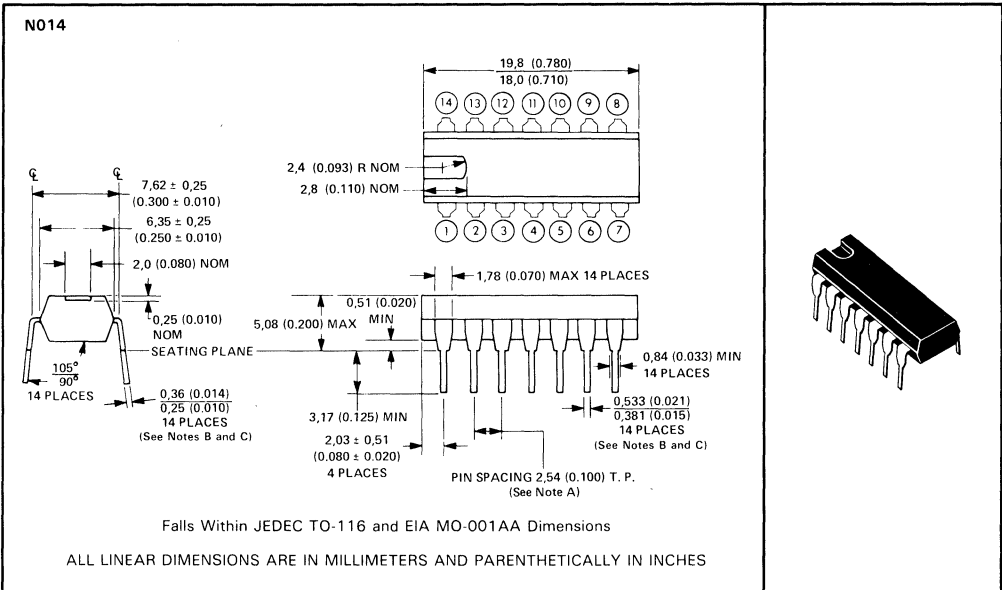 N014
19,8 (0.780)
18,0 (0.710)
14 13 12 11 10 9 8
2,4 (0.093) R NOM
2,8 (0.110) NOM
1 2 3 4 5 6 7
℄ ℄
7,62 ± 0,25
(0.300 ± 0.010)
6,35 ± 0,25
(0.250 ± 0.010)
2,0 (0.080) NOM
0,25 (0.010)
NOM
SEATING PLANE
105°
90°
14 PLACES
0,36 (0.014)
0,25 (0.010)
14 PLACES
(See Notes B and C)
1,78 (0.070) MAX 14 PLACES
0,51 (0.020)
MIN
5,08 (0.200) MAX
0,84 (0.033) MIN
14 PLACES
3,17 (0.125) MIN
0,533 (0.021)
0,381 (0.015)
14 PLACES
(See Notes B and C)
2,03 ± 0,51
(0.080 ± 0.020)
4 PLACES
PIN SPACING 2,54 (0.100) T. P.
(See Note A)
Falls Within JEDEC TO-116 and EIA MO-001AA Dimensions
ALL LINEAR DIMENSIONS ARE IN MILLIMETERS AND PARENTHETICALLY IN INCHES